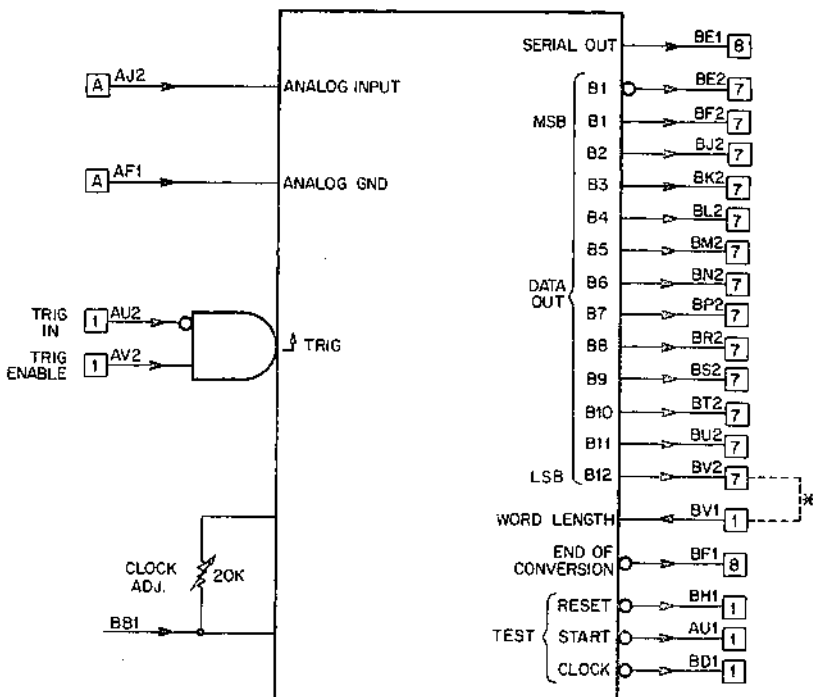 SERIAL OUT BE1 8
A AJ2 ANALOG INPUT
B1 BE2 7
MSB B1 BF2 7
B2 BJ2 7
A AF1 ANALOG GND
B3 BK2 7
B4 BL2 7
B5 BM2 7
DATA OUT
B6 BN2 7
B7 BP2 7
TRIG IN 1 AU2
TRIG
B8 BR2 7
TRIG ENABLE 1 AV2
B9 BS2 7
B10 BT2 7
B11 BU2 7
LSB B12 BV2 7
*
WORD LENGTH BV1 1
END OF CONVERSION BF1 8
CLOCK ADJ. 20K
RESET BH1 1
BB1
TEST START AU1 1
CLOCK BD1 1